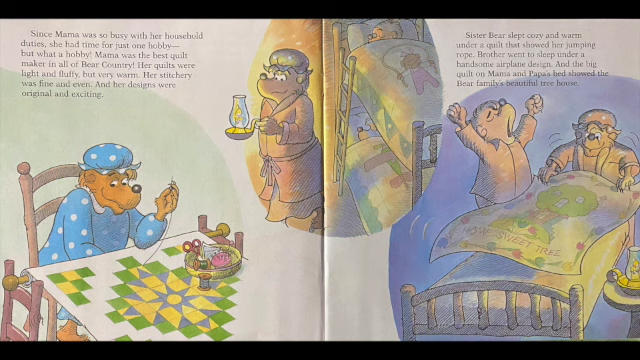 Since Mama was so busy with her household
duties, she had time for just one hobby—
but what a hobby! Mama was the best quilt
maker in all of Bear Country! Her quilts were
light and fluffy, but very warm. Her stitchery
was fine and even. And her designs were
original and exciting.
Sister Bear slept cozy and warm
under a quilt that showed her jumping
rope. Brother went to sleep under a
handsome airplane design. And the big
quilt on Mama and Papa's bed showed the
Bear family's beautiful tree house.
HOME SWEET TREE